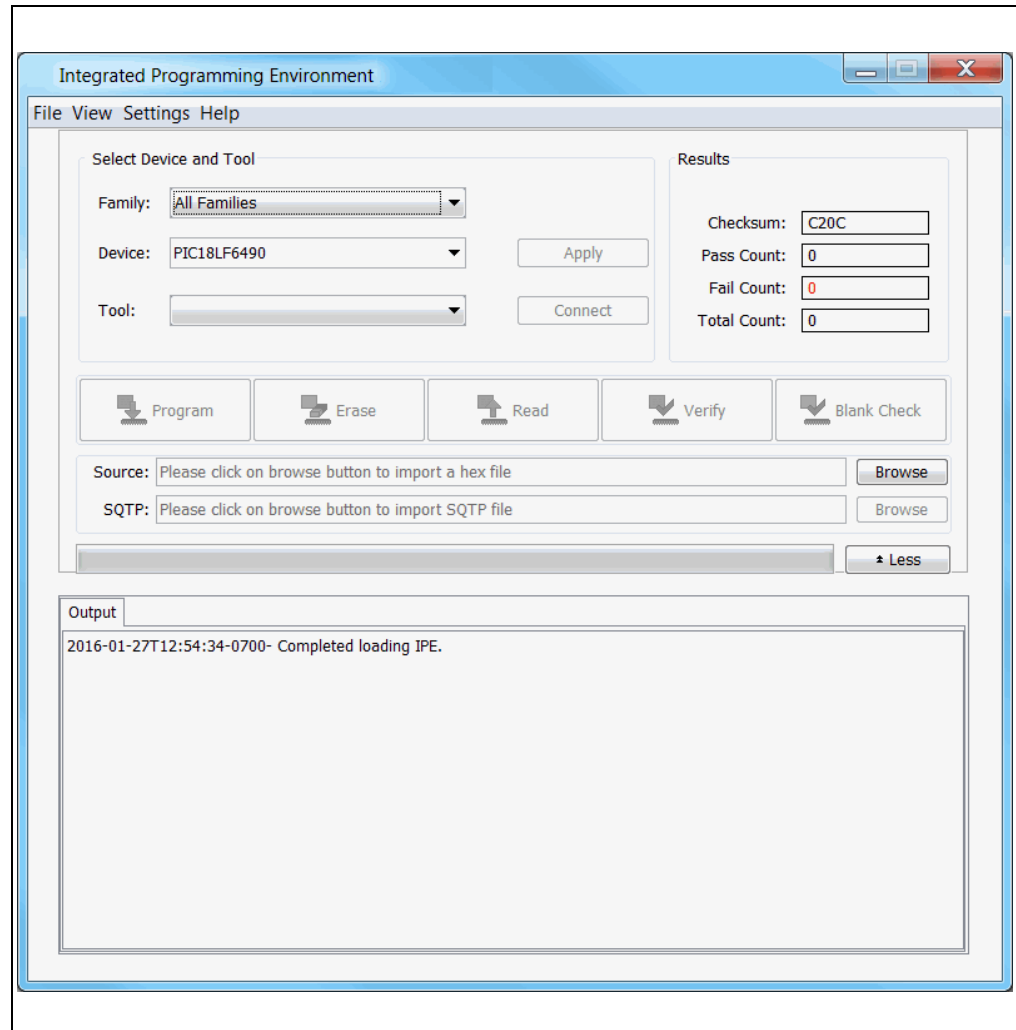 Integrated Programming Environment
File View Settings Help
Select Device and Tool
Family: All Families
Device: PIC18LF6490 Apply
Tool: Connect
Results
Checksum: C20C
Pass Count: 0
Fail Count: 0
Total Count: 0
Program Erase Read Verify Blank Check
Source: Please click on browse button to import a hex file Browse
SQTP: Please click on browse button to import SQTP file Browse
Less
Output
2016-01-27T12:54:34-0700- Completed loading IPE.